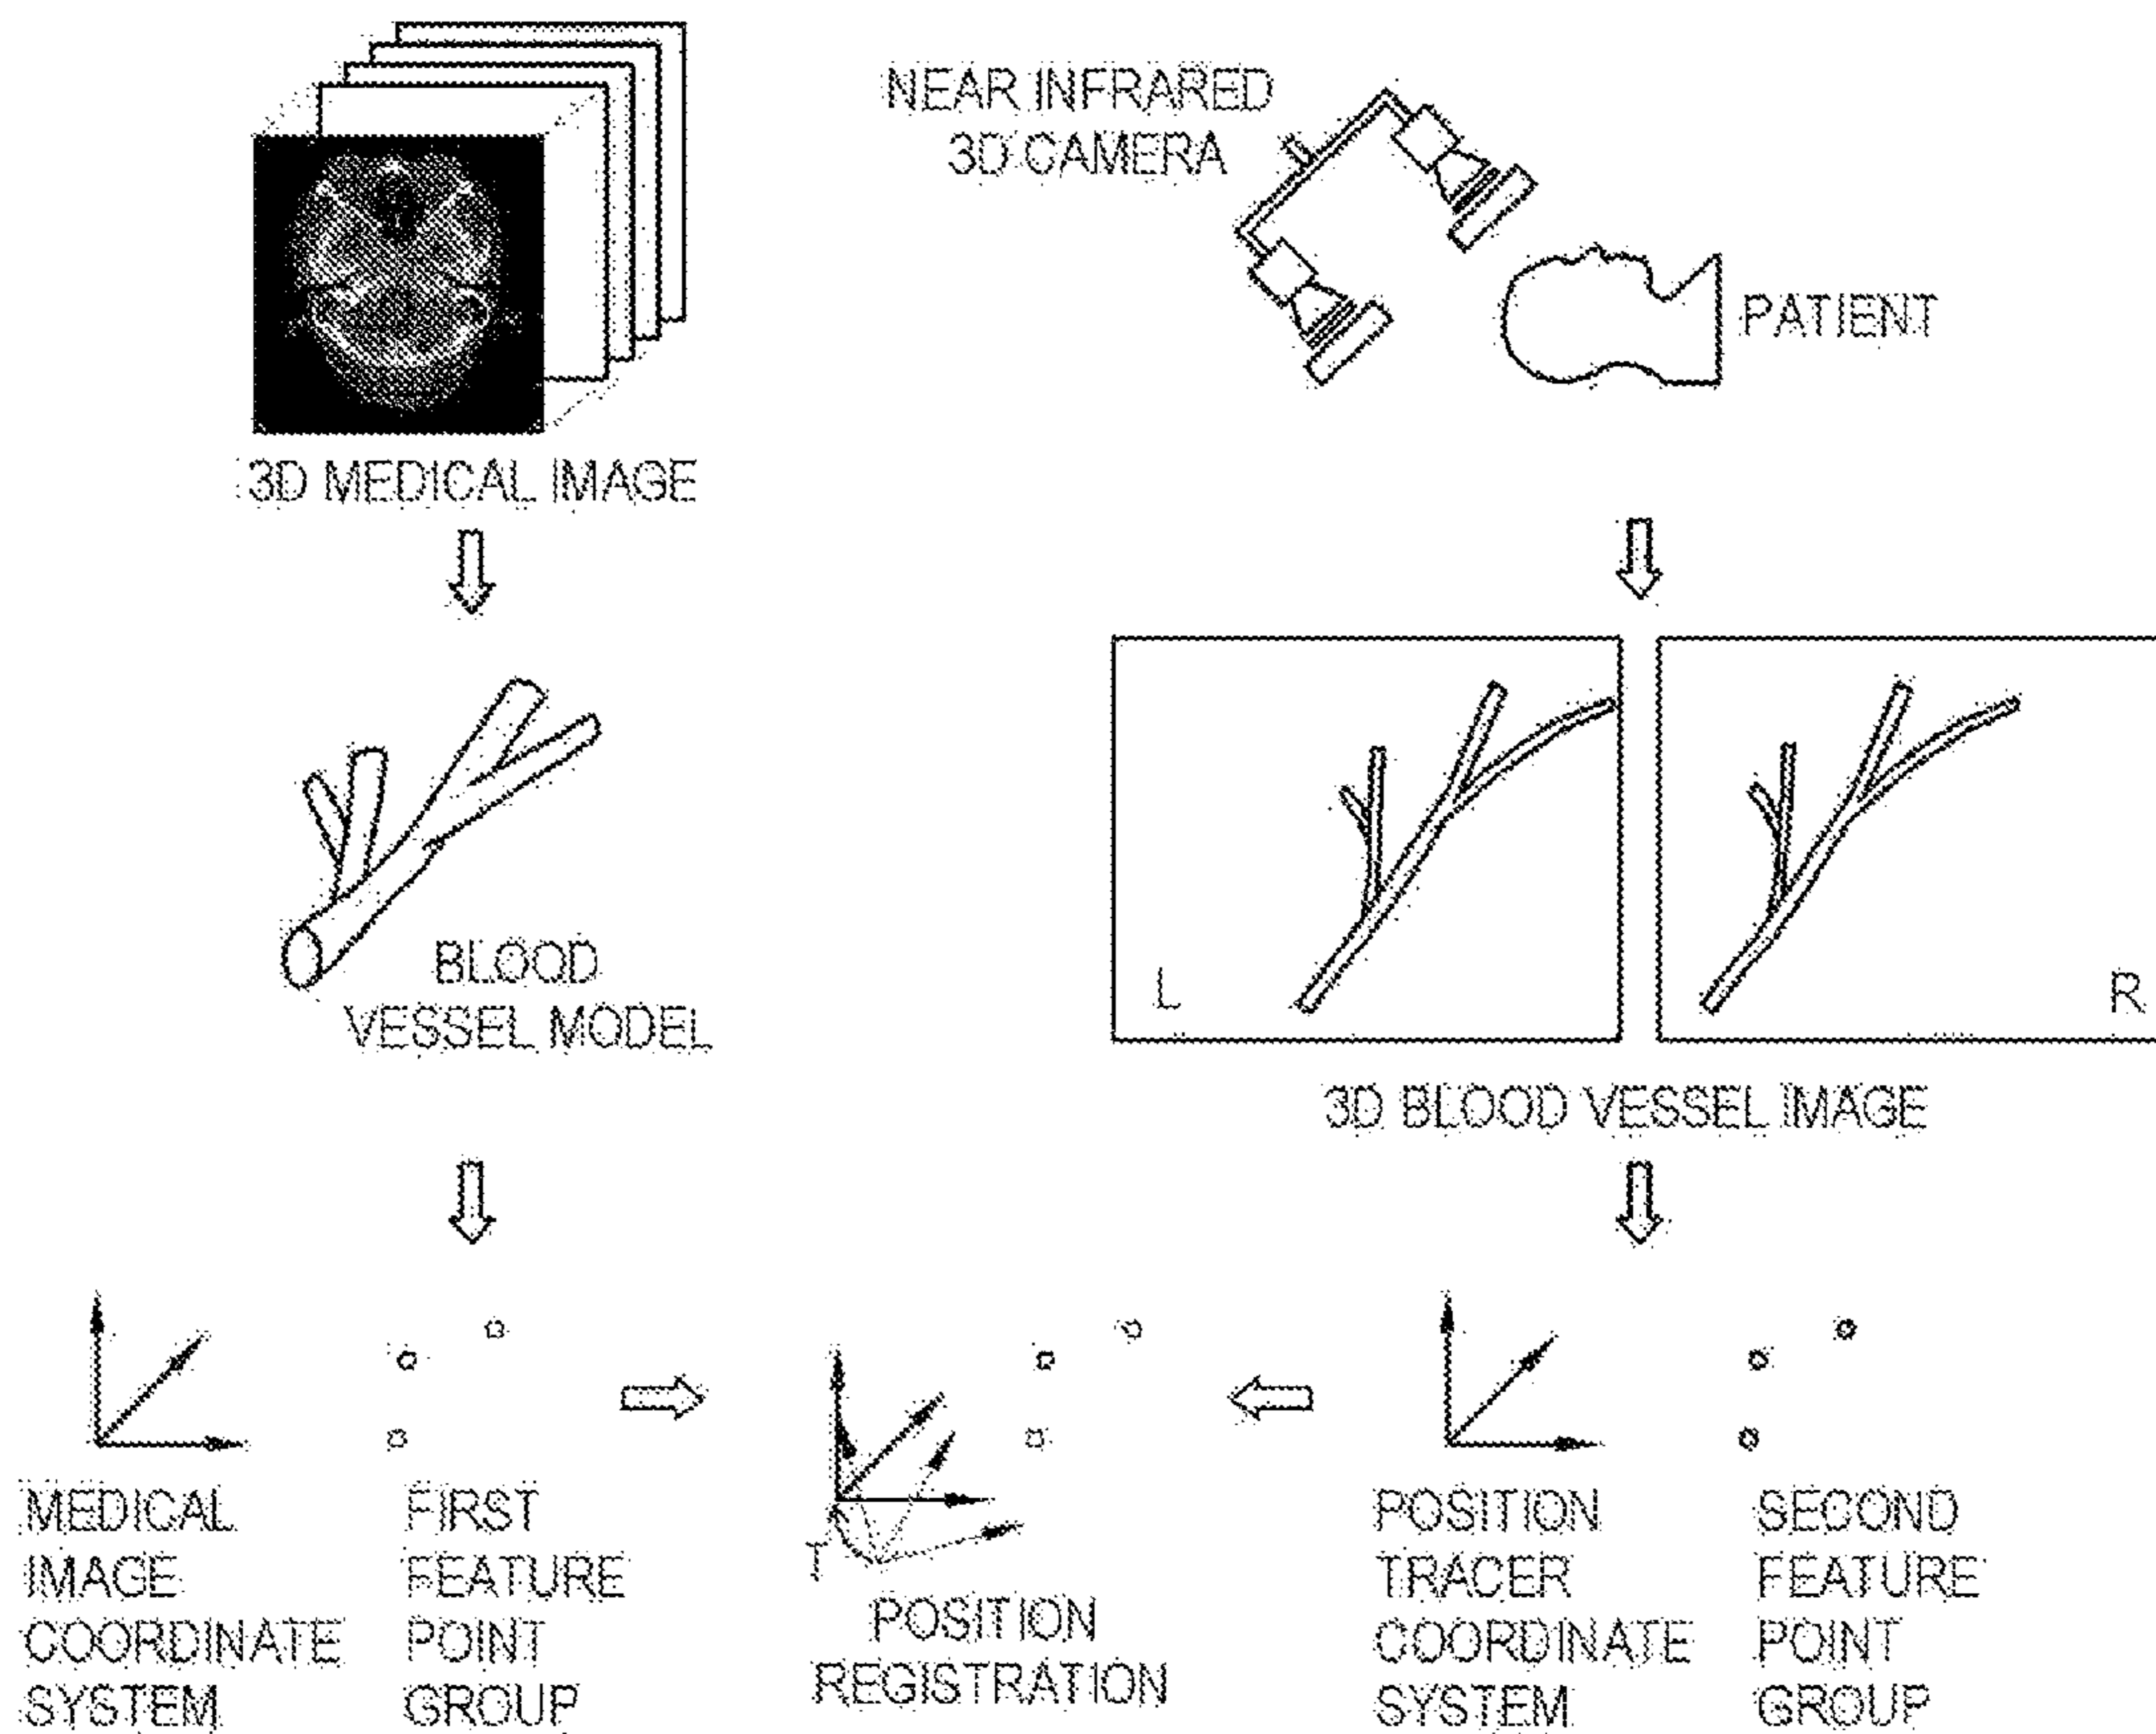 NEAR INFRARED
3D CAMERA
PATIENT
3D MEDICAL IMAGE
BLOOD
VESSEL MODEL
L
R
3D BLOOD VESSEL IMAGE
MEDICAL
IMAGE
COORDINATE
SYSTEM
FIRST
FEATURE
POINT
GROUP
T
POSITION
REGISTRATION
POSITION
TRACER
COORDINATE
SYSTEM
SECOND
FEATURE
POINT
GROUP